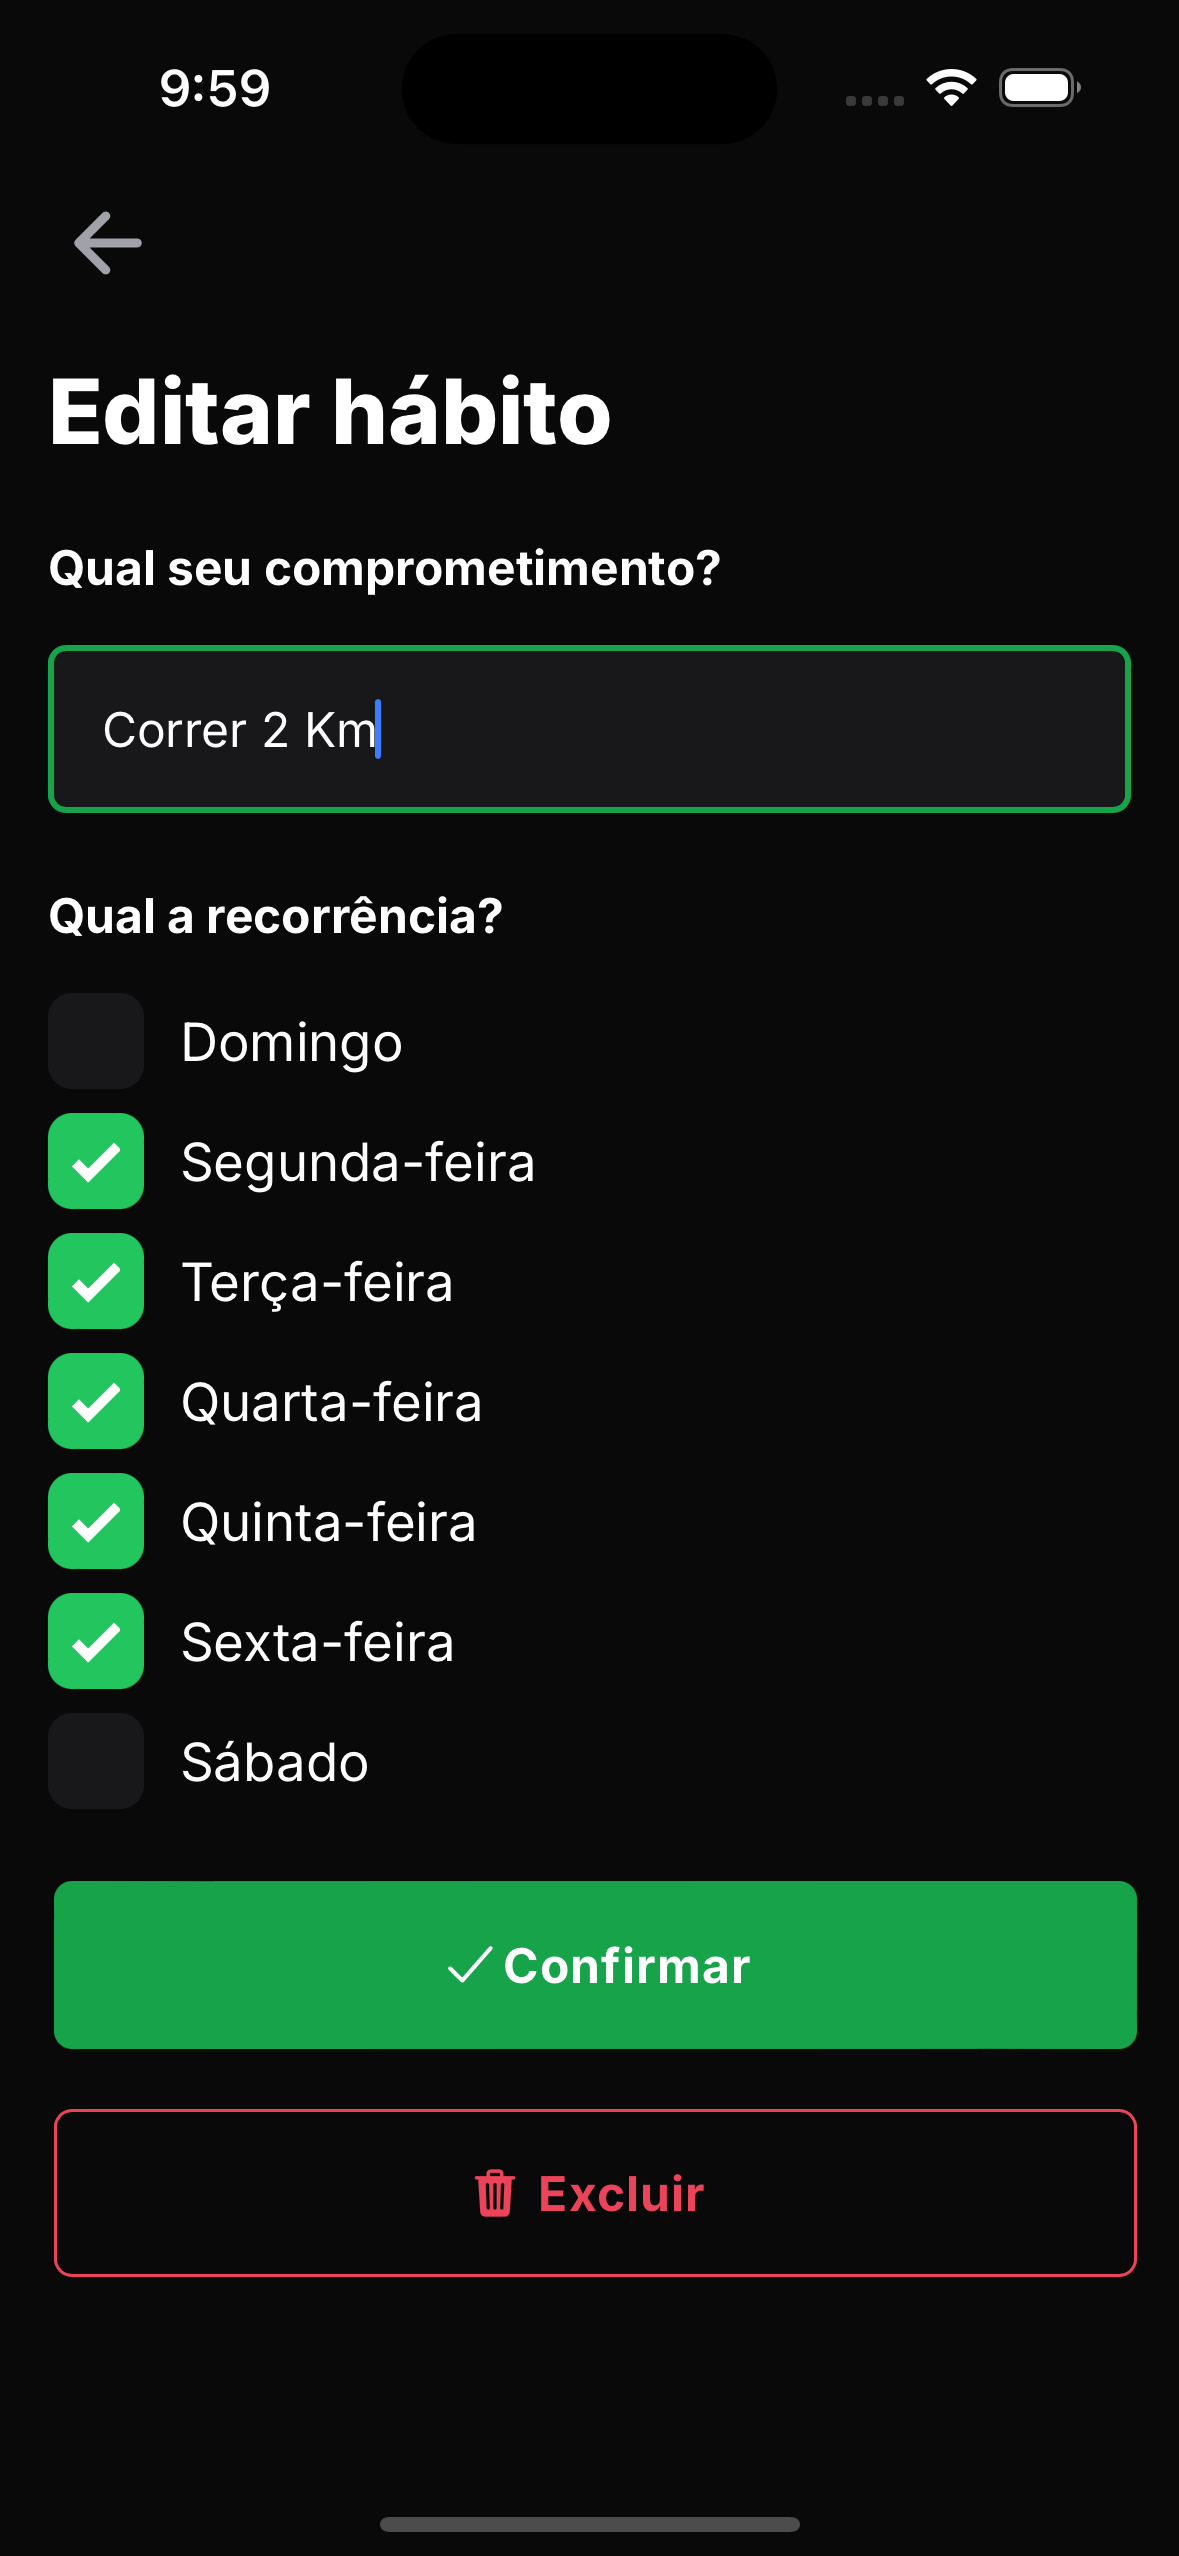 9:59
Editar hábito
Qual seu comprometimento?
Correr 2 Km
Qual a recorrência?
Domingo
Segunda-feira
Terça-feira
Quarta-feira
Quinta-feira
Sexta-feira
Sábado
Confirmar
Excluir